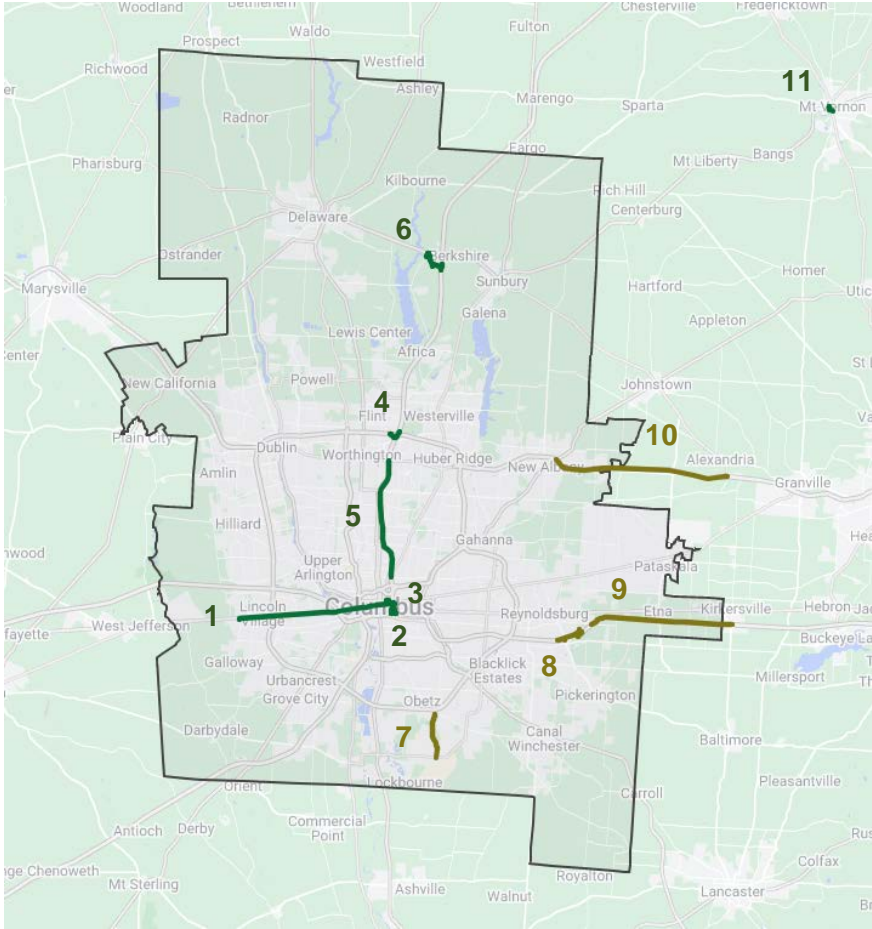 Woodland
Waldo
Fulton
Chesterville
Fredericktown
Prospect
Westfield
Richwood
Ashley
Marengo
Sparta
11
Mt Vernon
Radnor
Fargo
Bangs
Mt Liberty
Pharisburg
Kilbourne
Rich Hill
Centerburg
Delaware
6
Ostrander
Berkshire
Homer
Marysville
Sunbury
Hartford
Galena
Appleton
Lewis Center
Africa
New California
Powell
Johnstown
4
Flint
Westerville
Plain City
10
Dublin
Worthington
Huber Ridge
New Albany
Alexandria
Amlin
Granville
5
Hilliard
Gahanna
Upper
Arlington
Pataskala
3
9
1
Lincoln
Village
Columbus
Reynoldsburg
Etna
Kirkersville
Hebron
West Jefferson
2
Buckeye Lake
Galloway
8
Blacklick
Estates
Millersport
Urbancrest
Grove City
Pickerington
Obetz
7
Darbydale
Canal
Winchester
Baltimore
Lockbourne
Orient
Carroll
Pleasantville
Commercial
Point
Antioch
Derby
Colfax
Royalton
Mt Sterling
Ashville
Walnut
Lancaster